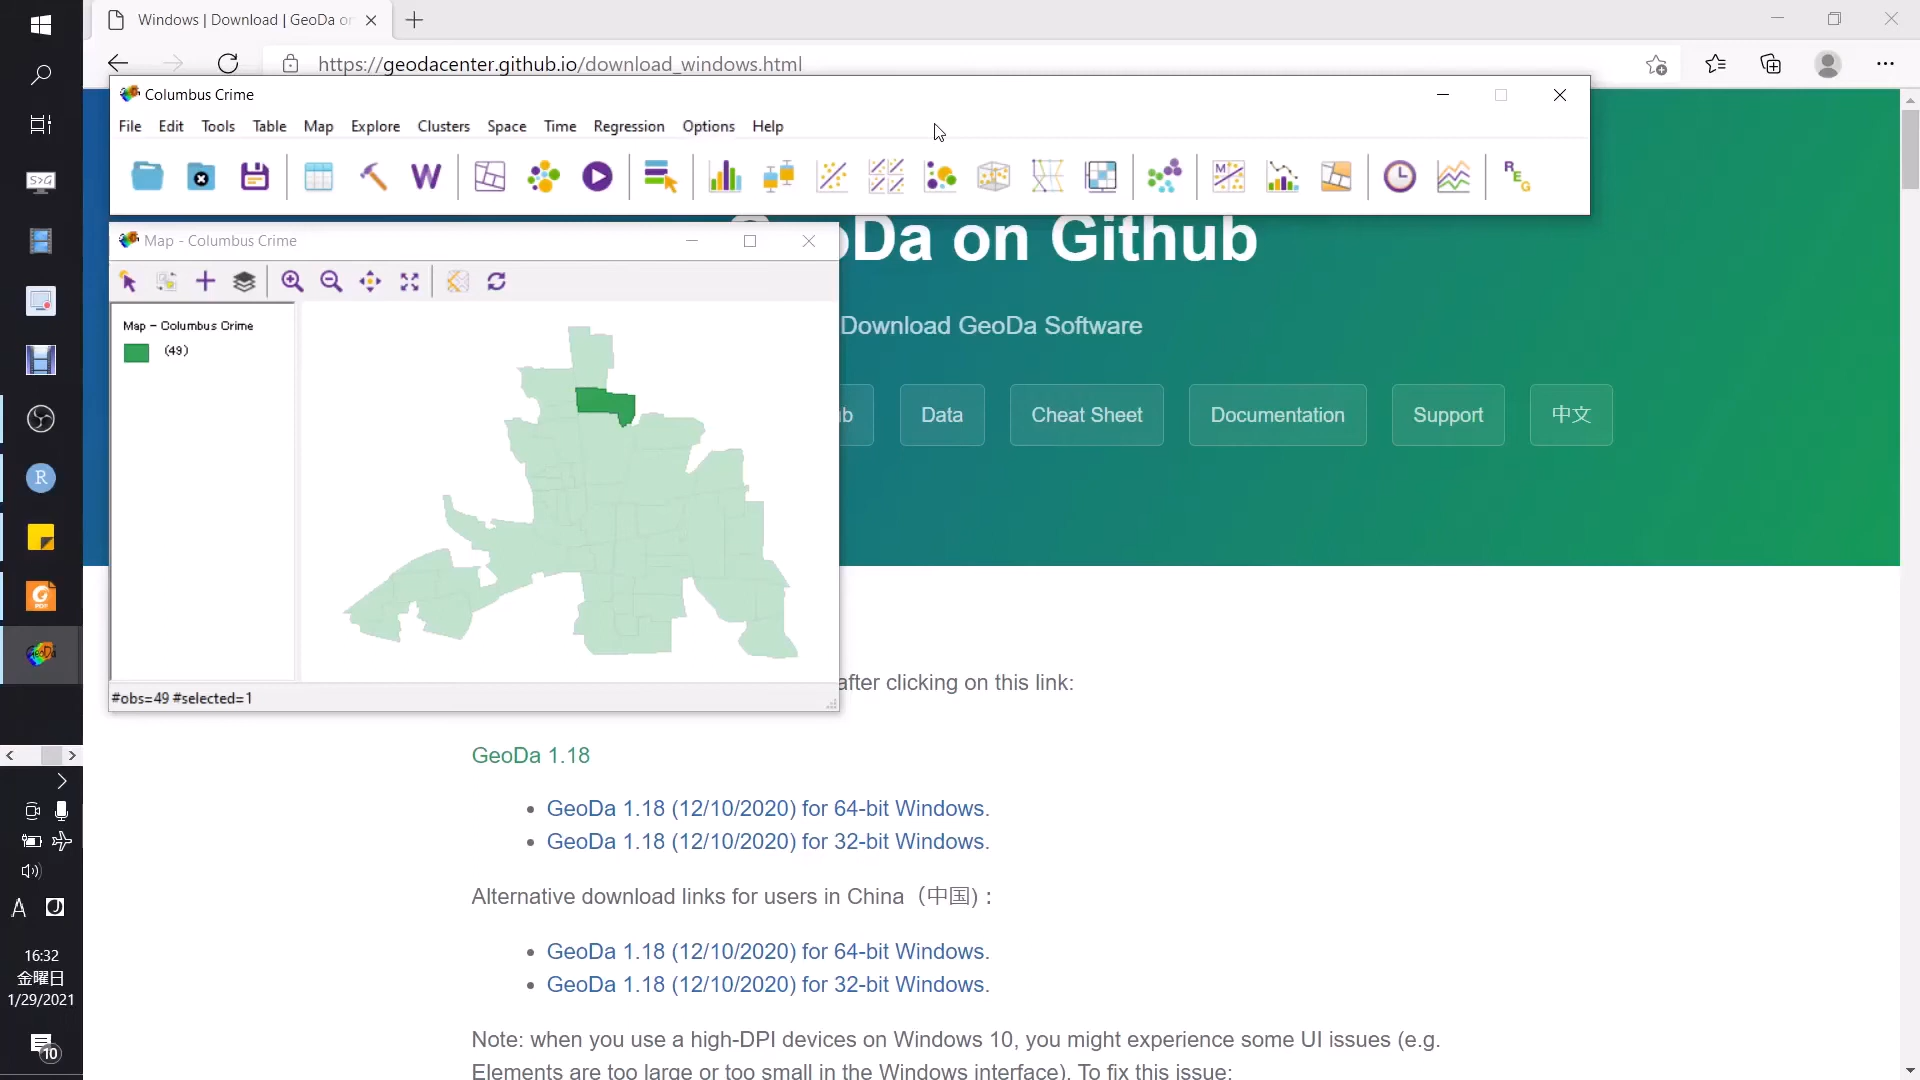 Windows | Download | GeoDa on
https://geodacenter.github.io/download_windows.html
Columbus Crime
File Edit Tools Table Map Explore Clusters Space Time Regression Options Help
W
M
REG
Map - Columbus Crime
Map - Columbus Crime
(49)
#obs=49 #selected=1
oDa on Github
Download GeoDa Software
ub
Data
Cheat Sheet
Documentation
Support
中文
after clicking on this link:
GeoDa 1.18
• GeoDa 1.18 (12/10/2020) for 64-bit Windows.
• GeoDa 1.18 (12/10/2020) for 32-bit Windows.
Alternative download links for users in China（中国）:
• GeoDa 1.18 (12/10/2020) for 64-bit Windows.
• GeoDa 1.18 (12/10/2020) for 32-bit Windows.
Note: when you use a high-DPI devices on Windows 10, you might experience some UI issues (e.g.
Elements are too large or too small in the Windows interface). To fix this issue:
S>G
R
PDF
GeoDa
A
J
16:32
金曜日
1/29/2021
10